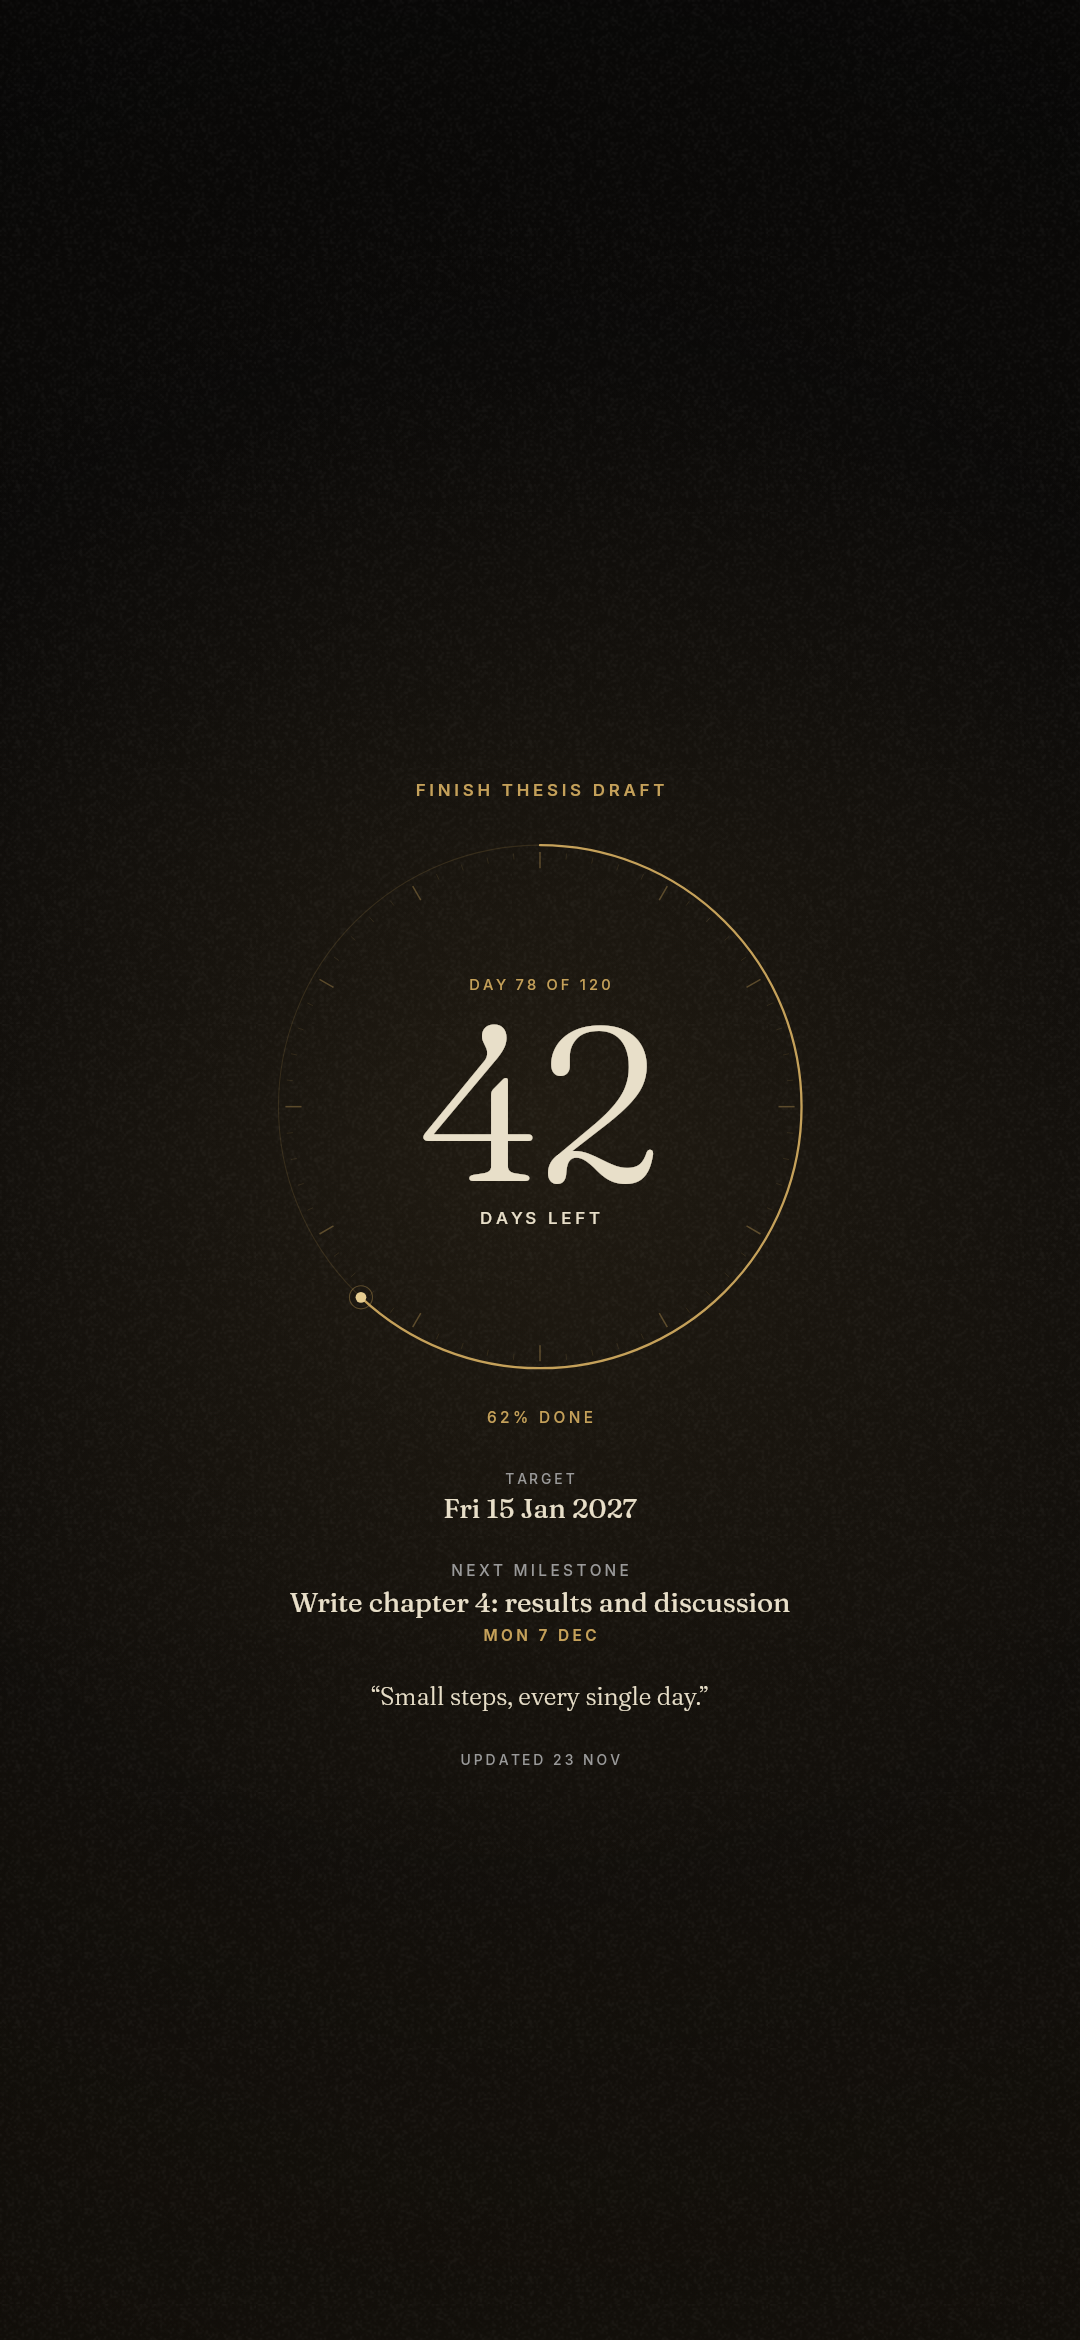 FINISH THESIS DRAFT
DAY 78 OF 120
42
DAYS LEFT
62% DONE
TARGET
Fri 15 Jan 2027
NEXT MILESTONE
Write chapter 4: results and discussion
MON 7 DEC
“Small steps, every single day.”
UPDATED 23 NOV